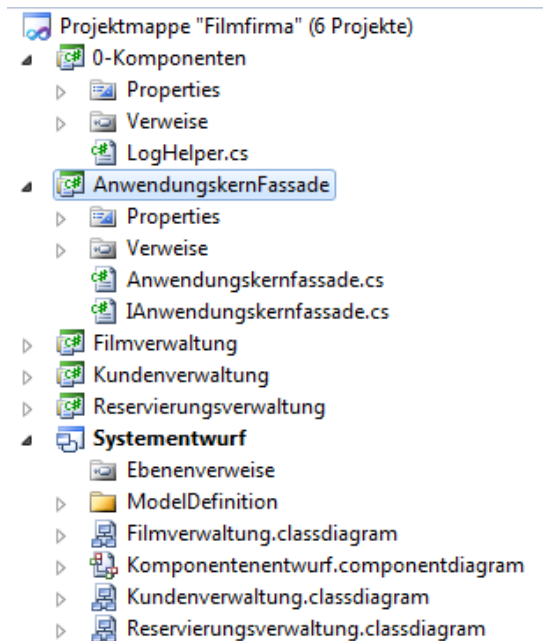 Projektmappe "Filmfirma" (6 Projekte)
0-Komponenten
Properties
Verweise
LogHelper.cs
AnwendungskernFassade
Properties
Verweise
Anwendungskernfassade.cs
IAnwendungskernfassade.cs
Filmverwaltung
Kundenverwaltung
Reservierungsverwaltung
Systementwurf
Ebenenverweise
ModelDefinition
Filmverwaltung.classdiagram
Komponentenentwurf.componentdiagram
Kundenverwaltung.classdiagram
Reservierungsverwaltung.classdiagram